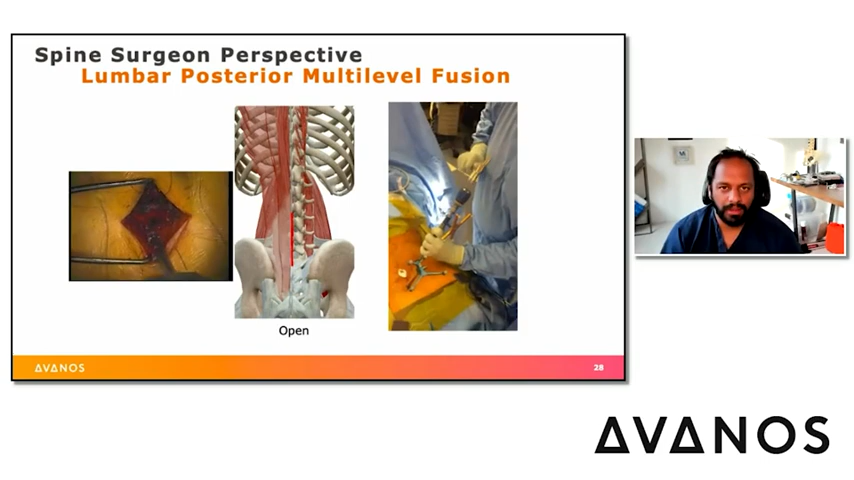 Spine Surgeon Perspective
Lumbar Posterior Multilevel Fusion
Open
AVANOS
28
AVANOS